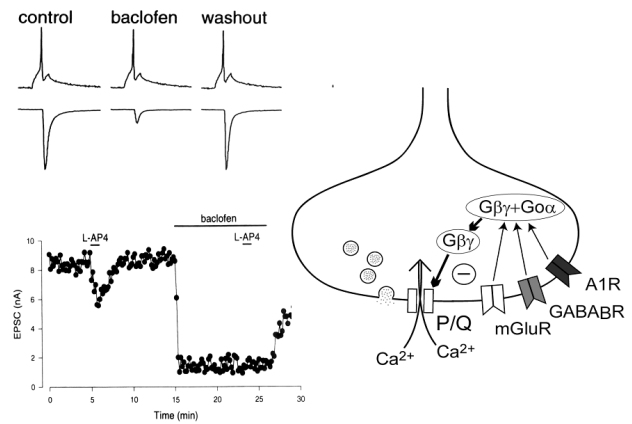 control baclofen washout
baclofen
L-AP4 L-AP4
10
8
6
4
2
0
EPSC (nA)
0 5 10 15 20 25 30
Time (min)
Gβγ+Goα
Gβγ
−
P/Q
Ca2+ Ca2+
mGluR
GABABR
A1R